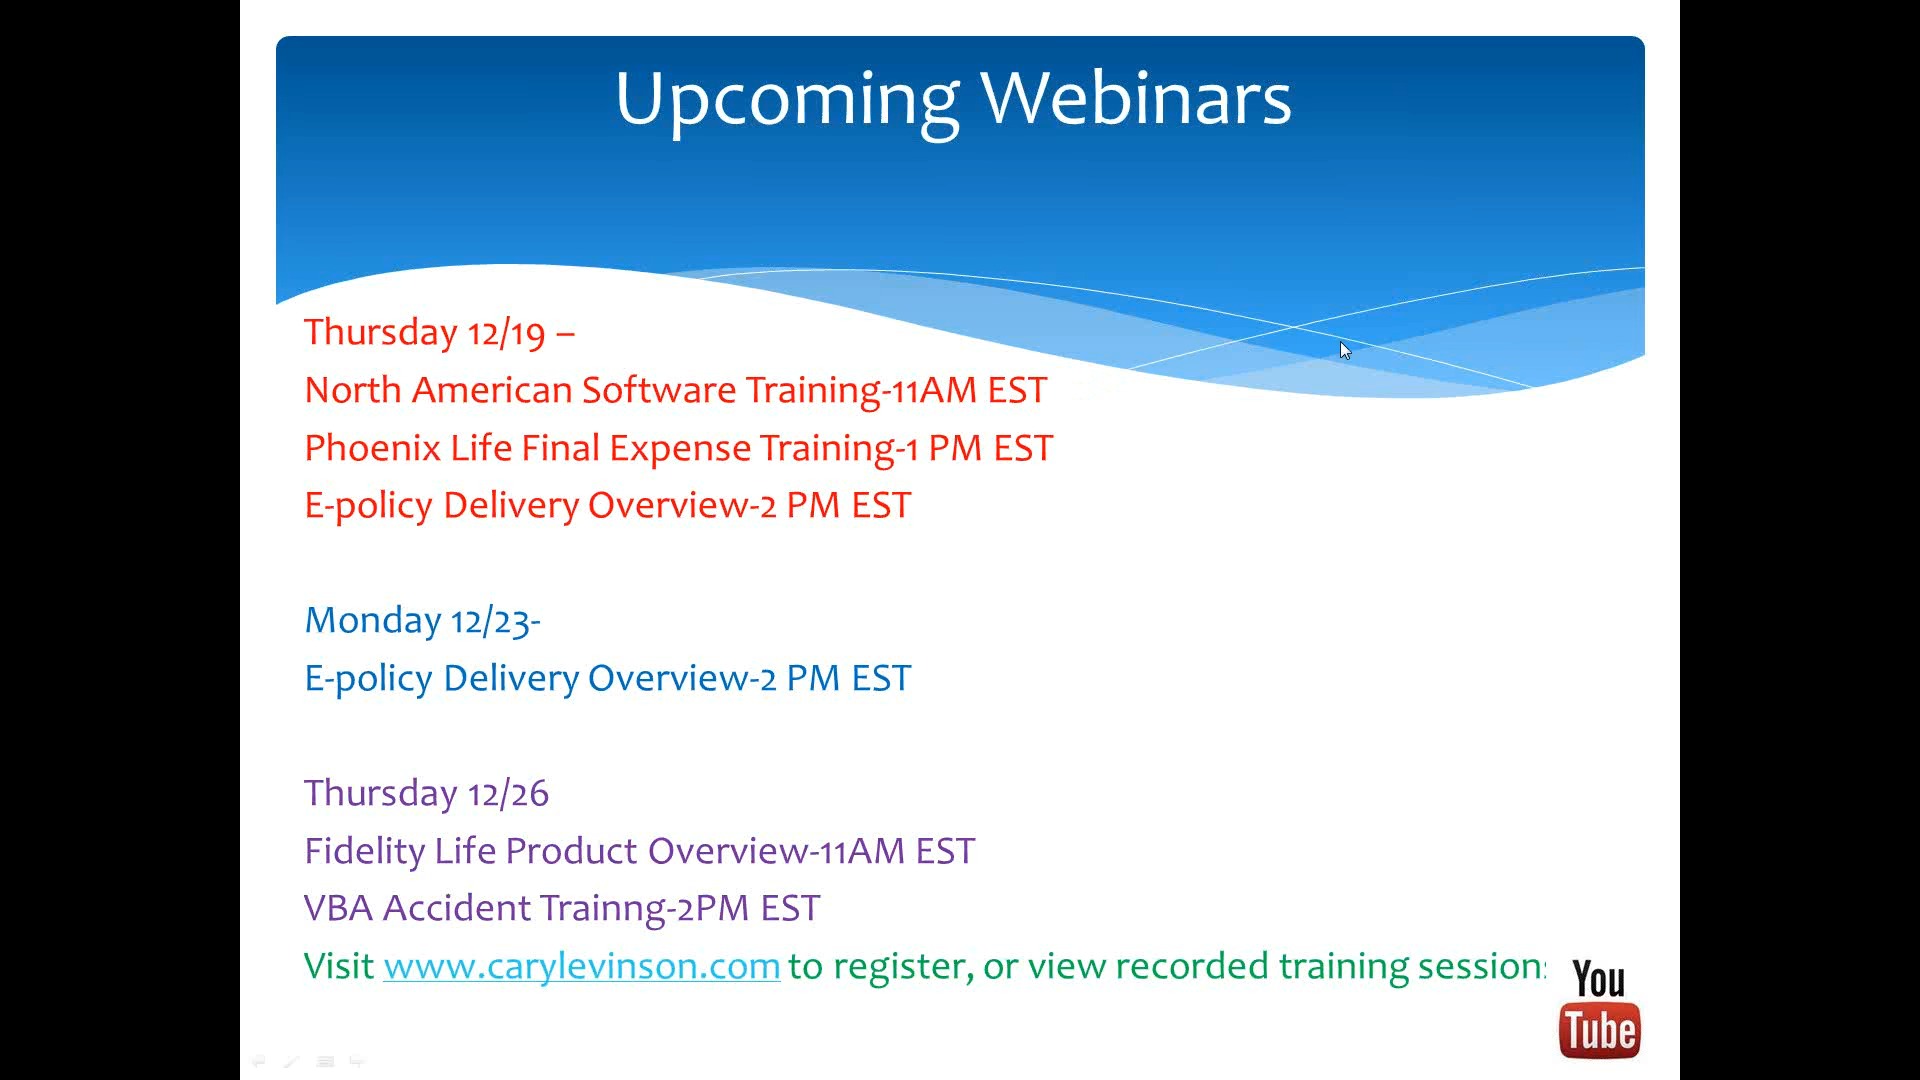 Upcoming Webinars
Thursday 12/19 –
North American Software Training-11AM EST
Phoenix Life Final Expense Training-1 PM EST
E-policy Delivery Overview-2 PM EST
Monday 12/23-
E-policy Delivery Overview-2 PM EST
Thursday 12/26
Fidelity Life Product Overview-11AM EST
VBA Accident Trainng-2PM EST
Visit www.carylevinson.com to register, or view recorded training sessions
You
Tube